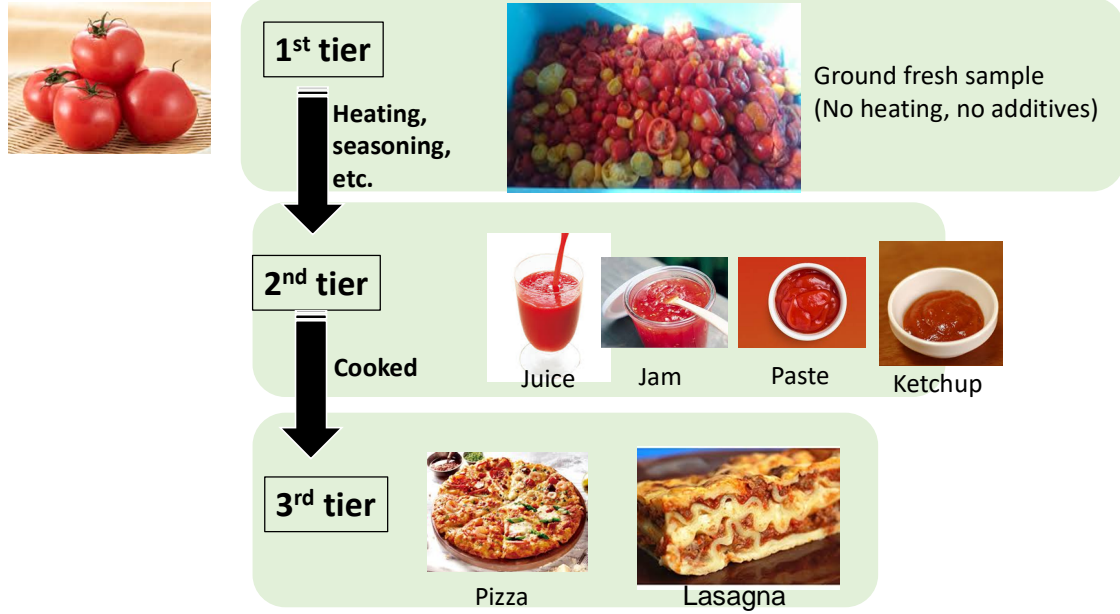 1st tier
Ground fresh sample
(No heating, no additives)
Heating,
seasoning,
etc.
2nd tier
Juice
Jam
Paste
Ketchup
Cooked
3rd tier
Pizza
Lasagna